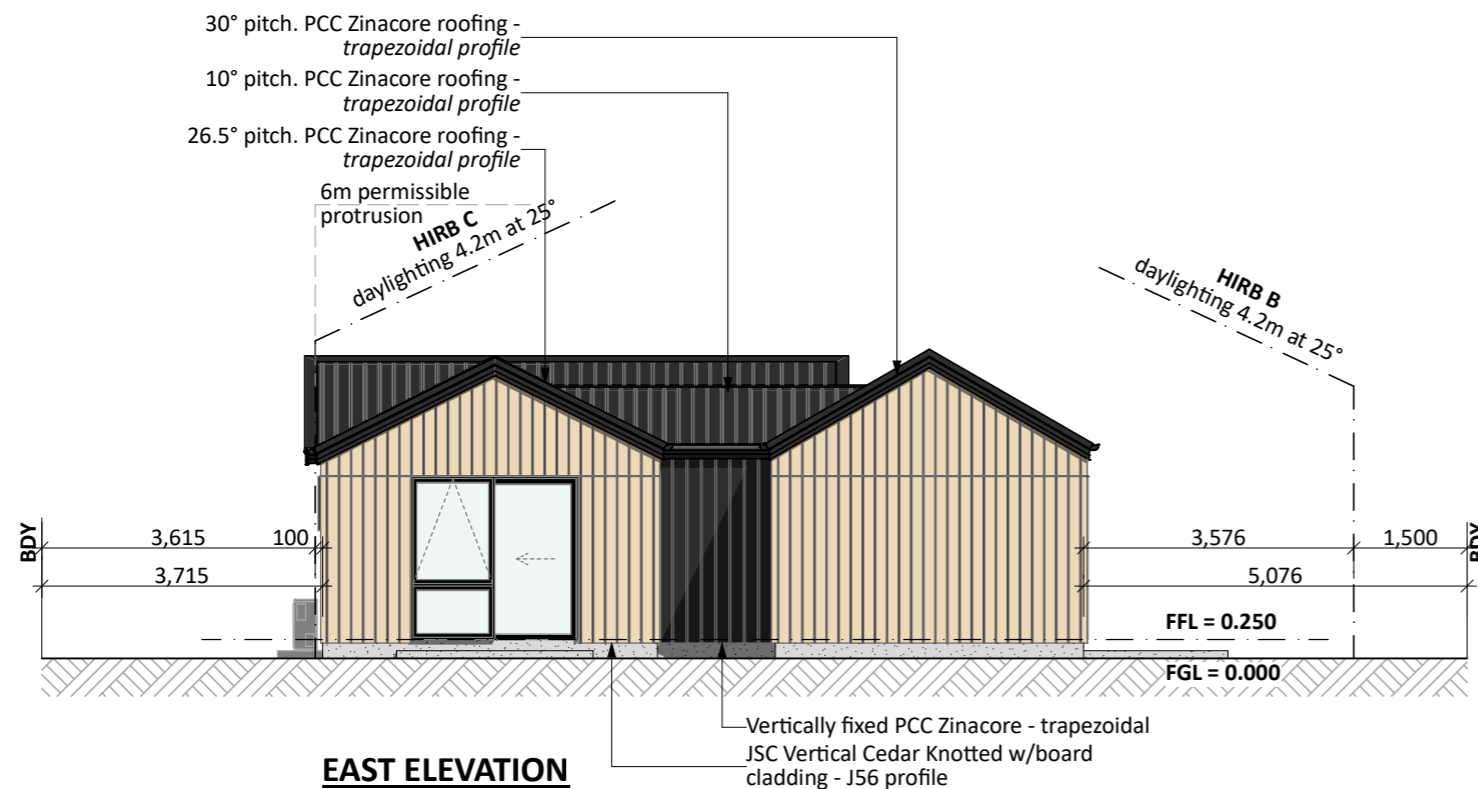 30° pitch. PCC Zinacore roofing -
trapezoidal profile
10° pitch. PCC Zinacore roofing -
trapezoidal profile
26.5° pitch. PCC Zinacore roofing -
trapezoidal profile
6m permissible
protrusion
HIRB C
daylighting 4.2m at 25°
HIRB B
daylighting 4.2m at 25°
BDY
3,615
100
3,715
3,576
1,500
5,076
BDY
FFL = 0.250
FGL = 0.000
Vertically fixed PCC Zinacore - trapezoidal
JSC Vertical Cedar Knotted w/board
cladding - J56 profile
EAST ELEVATION